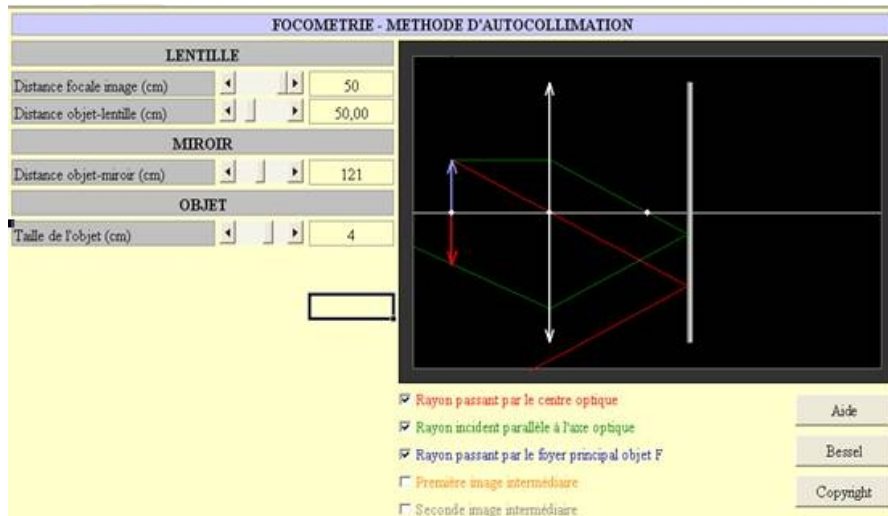 FOCOMETRIE - METHODE D'AUTOCOLLIMATION
LENTILLE
Distance focale image (cm) 50
Distance objet-lentille (cm) 50,00
MIROIR
Distance objet-miroir (cm) 121
OBJET
Taille de l'objet (cm) 4
Rayon passant par le centre optique
Rayon incident parallèle à l'axe optique
Rayon passant par le foyer principal objet F
Première image intermédiaire
Seconde image intermédiaire
Aide
Bessel
Copyright